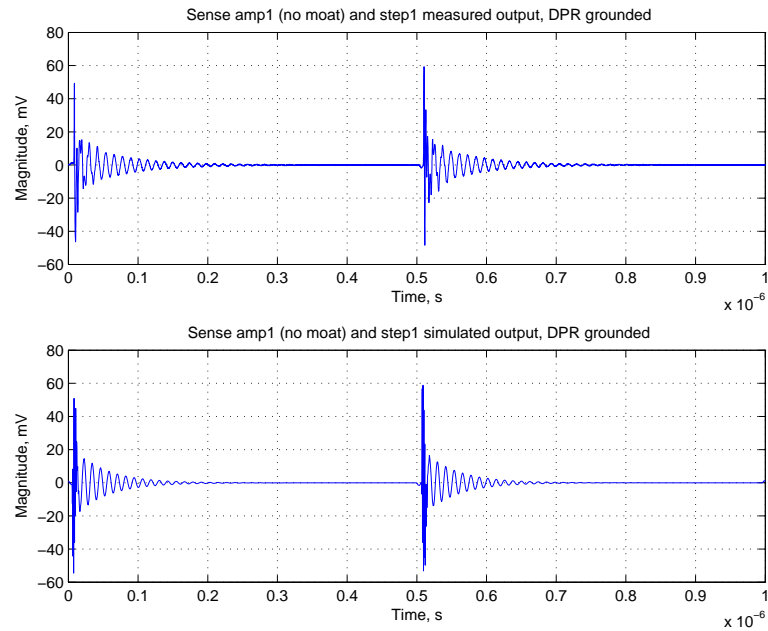 Sense amp1 (no moat) and step1 measured output, DPR grounded
80
60
40
20
0
−20
−40
−60
Magnitude, mV
0 0.1 0.2 0.3 0.4 0.5 0.6 0.7 0.8 0.9 1
Time, s
x 10⁻⁶
Sense amp1 (no moat) and step1 simulated output, DPR grounded
80
60
40
20
0
−20
−40
−60
Magnitude, mV
0 0.1 0.2 0.3 0.4 0.5 0.6 0.7 0.8 0.9 1
Time, s
x 10⁻⁶